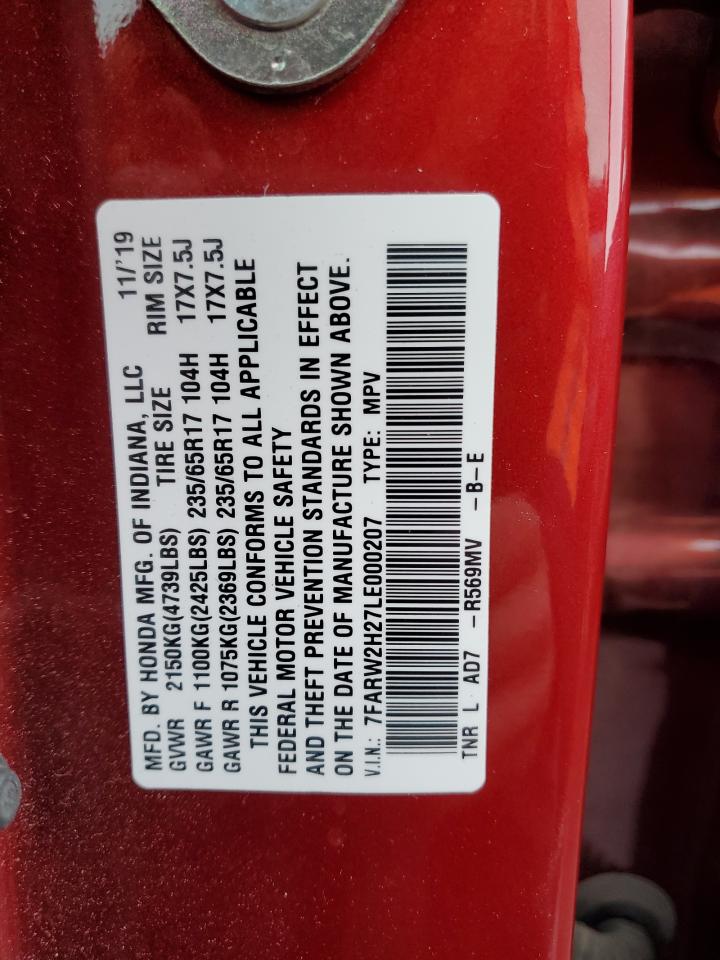 MFD. BY HONDA MFG. OF INDIANA, LLC 11/'19
GVWR 2150KG(4739LBS) TIRE SIZE RIM SIZE
GAWR F 1100KG(2425LBS) 235/65R17 104H 17X7.5J
GAWR R 1075KG(2369LBS) 235/65R17 104H 17X7.5J
THIS VEHICLE CONFORMS TO ALL APPLICABLE
FEDERAL MOTOR VEHICLE SAFETY
AND THEFT PREVENTION STANDARDS IN EFFECT
ON THE DATE OF MANUFACTURE SHOWN ABOVE.
V.I.N.: 7FARW2H27LE000207 TYPE: MPV
TNR L AD7 -R569MV -B-E